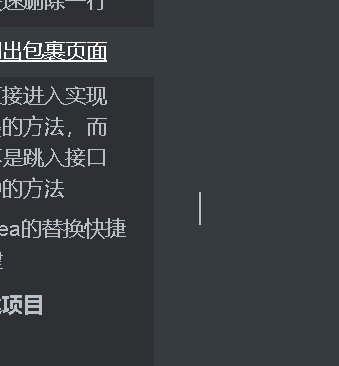 速删除一行
出包裹页面
接进入实现
的方法，而
是跳入接口
的方法
ea的替换快捷
键
项目